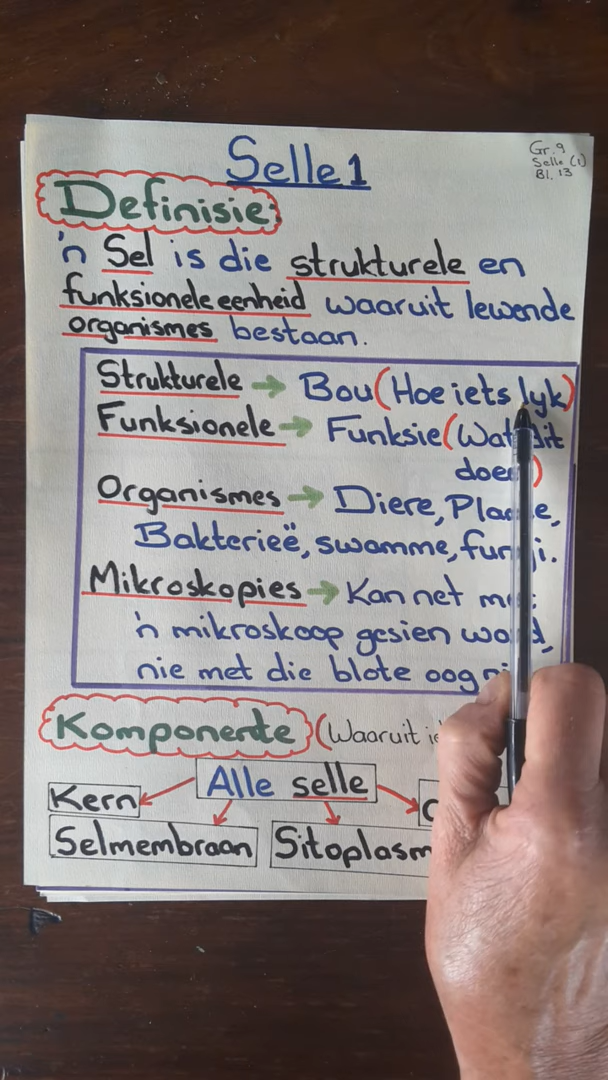 Gr.9
Selle (1)
Bl. 13
Selle 1
Definisie:
'n Sel is die strukturele en
funksionele eenheid waaruit lewende
organismes bestaan.
Strukturele → Bou (Hoe iets lyk)
Funksionele → Funksie (Wat dit
Organismes → Diere,
Bakterieë, swamme,
Mikroskopies → Kan net
'n mikroskoop gesien
nie met die blote oog
Komponente (Waaruit
Alle selle
Kern
Selmembraan Sitoplasm